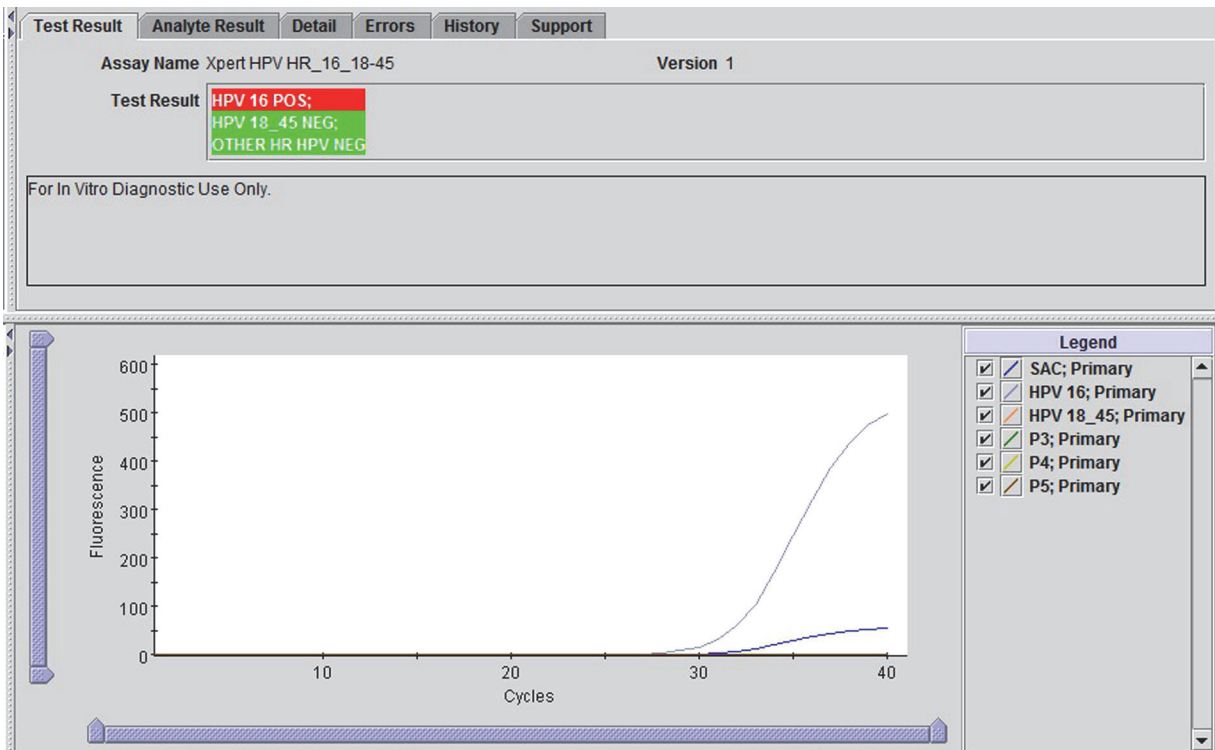 Test Result Analyte Result Detail Errors History Support
Assay Name Xpert HPV HR_16_18-45 Version 1
Test Result HPV 16 POS;
HPV 18_45 NEG;
OTHER HR HPV NEG
For In Vitro Diagnostic Use Only.
Legend
SAC; Primary
HPV 16; Primary
HPV 18_45; Primary
P3; Primary
P4; Primary
P5; Primary
600
500
400
300
200
100
0
Fluorescence
10 20 30 40
Cycles